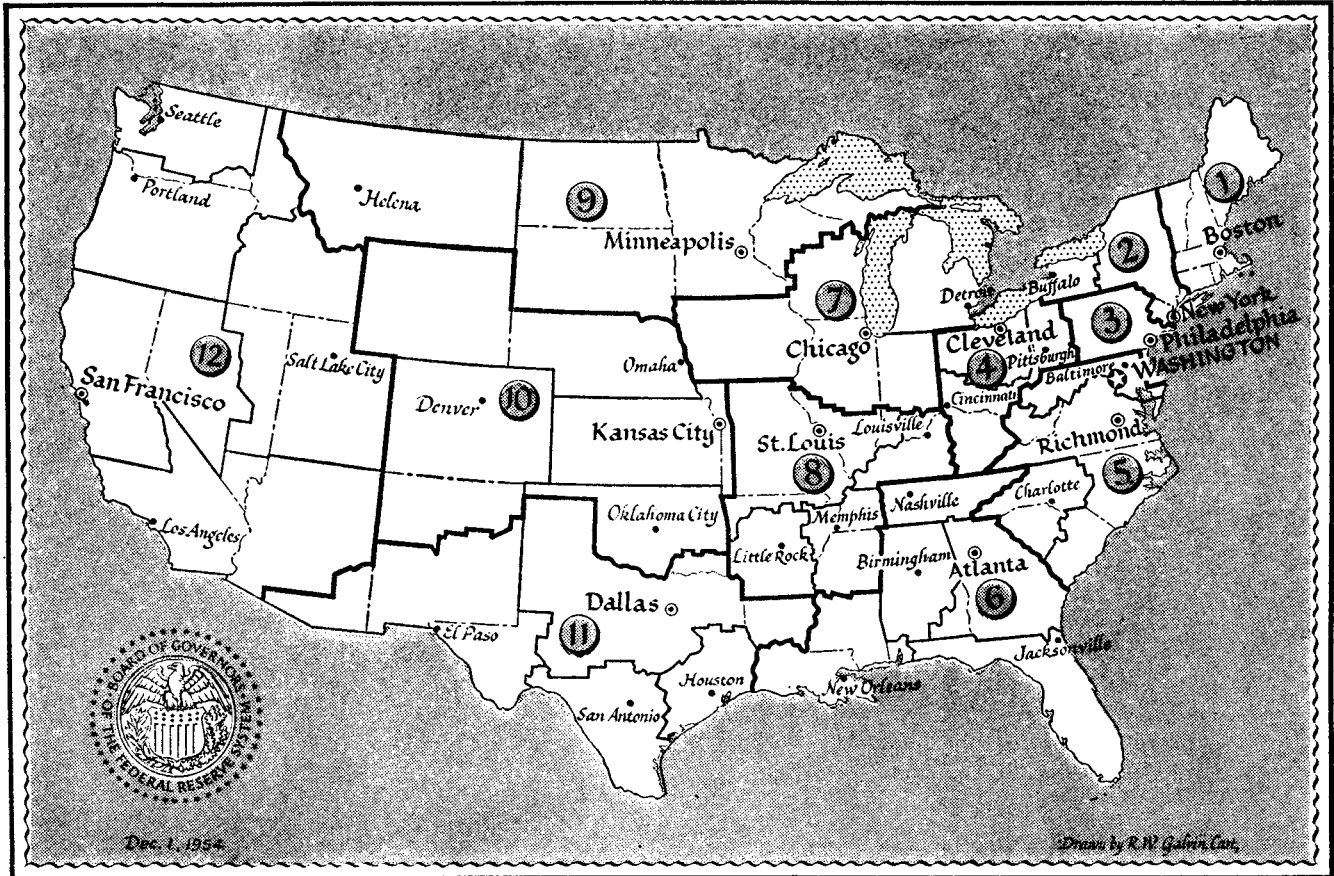 Seattle
Portland
Helena
9
Minneapolis
1
Boston
2
Buffalo
Detroit
7
Chicago
3
New York
Philadelphia
WASHINGTON
Cleveland
4
Pittsburgh
Baltimore
Cincinnati
12
Salt Lake City
San Francisco
Omaha
Denver
10
Kansas City
St. Louis
Louisville
8
Richmond
5
Charlotte
Los Angeles
Oklahoma City
Memphis
Nashville
Little Rock
Birmingham
Atlanta
6
Dallas
11
El Paso
Houston
San Antonio
New Orleans
Jacksonville
BOARD OF GOVERNORS
OF THE FEDERAL RESERVE SYSTEM
Dec. 1, 1954
Drawn by R.W. Galvin, Cart.